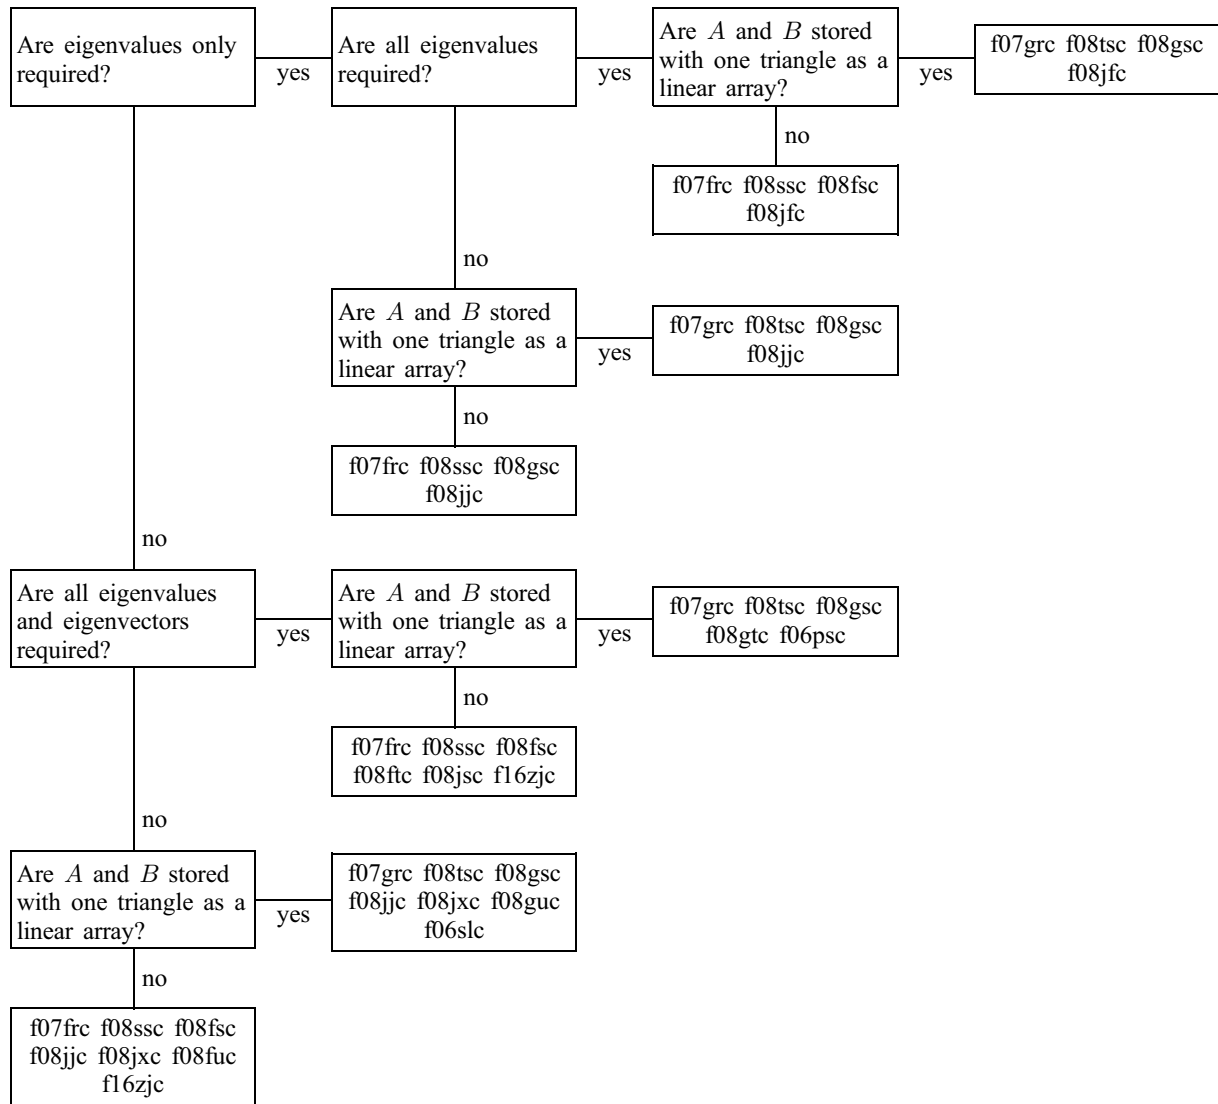 Are eigenvalues only
required?
yes
Are all eigenvalues
required?
yes
Are A and B stored
with one triangle as a
linear array?
yes
f07grc f08tsc f08gsc
f08jfc
no
f07frc f08ssc f08fsc
f08jfc
no
Are A and B stored
with one triangle as a
linear array?
yes
f07grc f08tsc f08gsc
f08jjc
no
f07frc f08ssc f08gsc
f08jjc
no
Are all eigenvalues
and eigenvectors
required?
yes
Are A and B stored
with one triangle as a
linear array?
yes
f07grc f08tsc f08gsc
f08gtc f06psc
no
f07frc f08ssc f08fsc
f08ftc f08jsc f16zjc
no
Are A and B stored
with one triangle as a
linear array?
yes
f07grc f08tsc f08gsc
f08jjc f08jxc f08guc
f06slc
no
f07frc f08ssc f08fsc
f08jjc f08jxc f08fuc
f16zjc